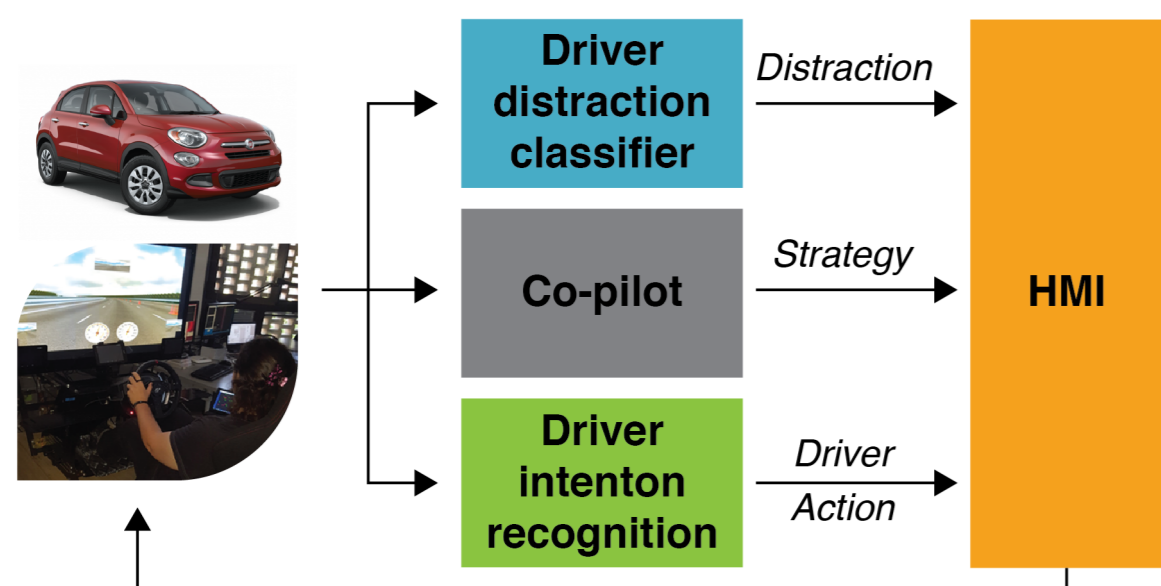 Driver
distraction
classifier
Distraction
Co-pilot
Strategy
HMI
Driver
intenton
recognition
Driver
Action